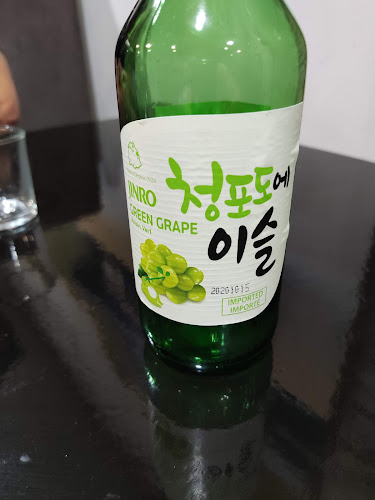 JINRO
GREEN GRAPE
청포도에
이슬
20201015
IMPORTED
IMPORTÉ